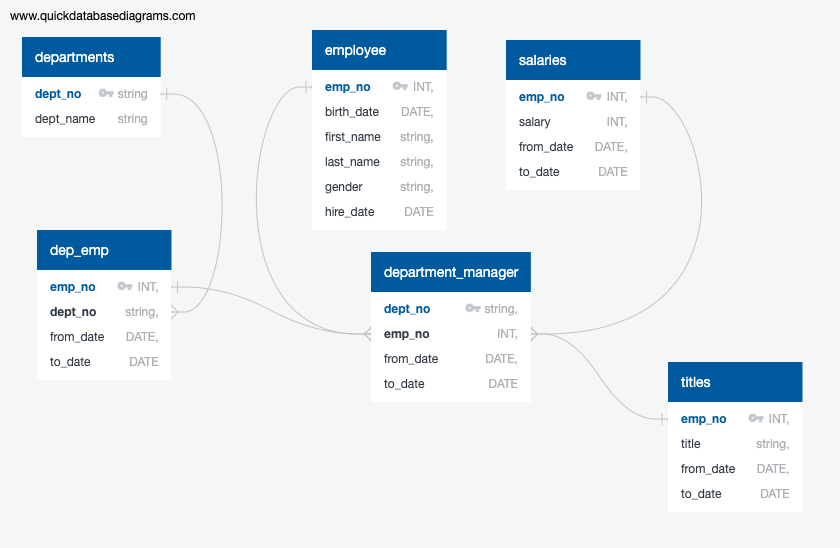 www.quickdatabasediagrams.com
departments
dept_no string
dept_name string
employee
emp_no INT,
birth_date DATE,
first_name string,
last_name string,
gender string,
hire_date DATE
salaries
emp_no INT,
salary INT,
from_date DATE,
to_date DATE
dep_emp
emp_no INT,
dept_no string,
from_date DATE,
to_date DATE
department_manager
dept_no string,
emp_no INT,
from_date DATE,
to_date DATE
titles
emp_no INT,
title string,
from_date DATE,
to_date DATE